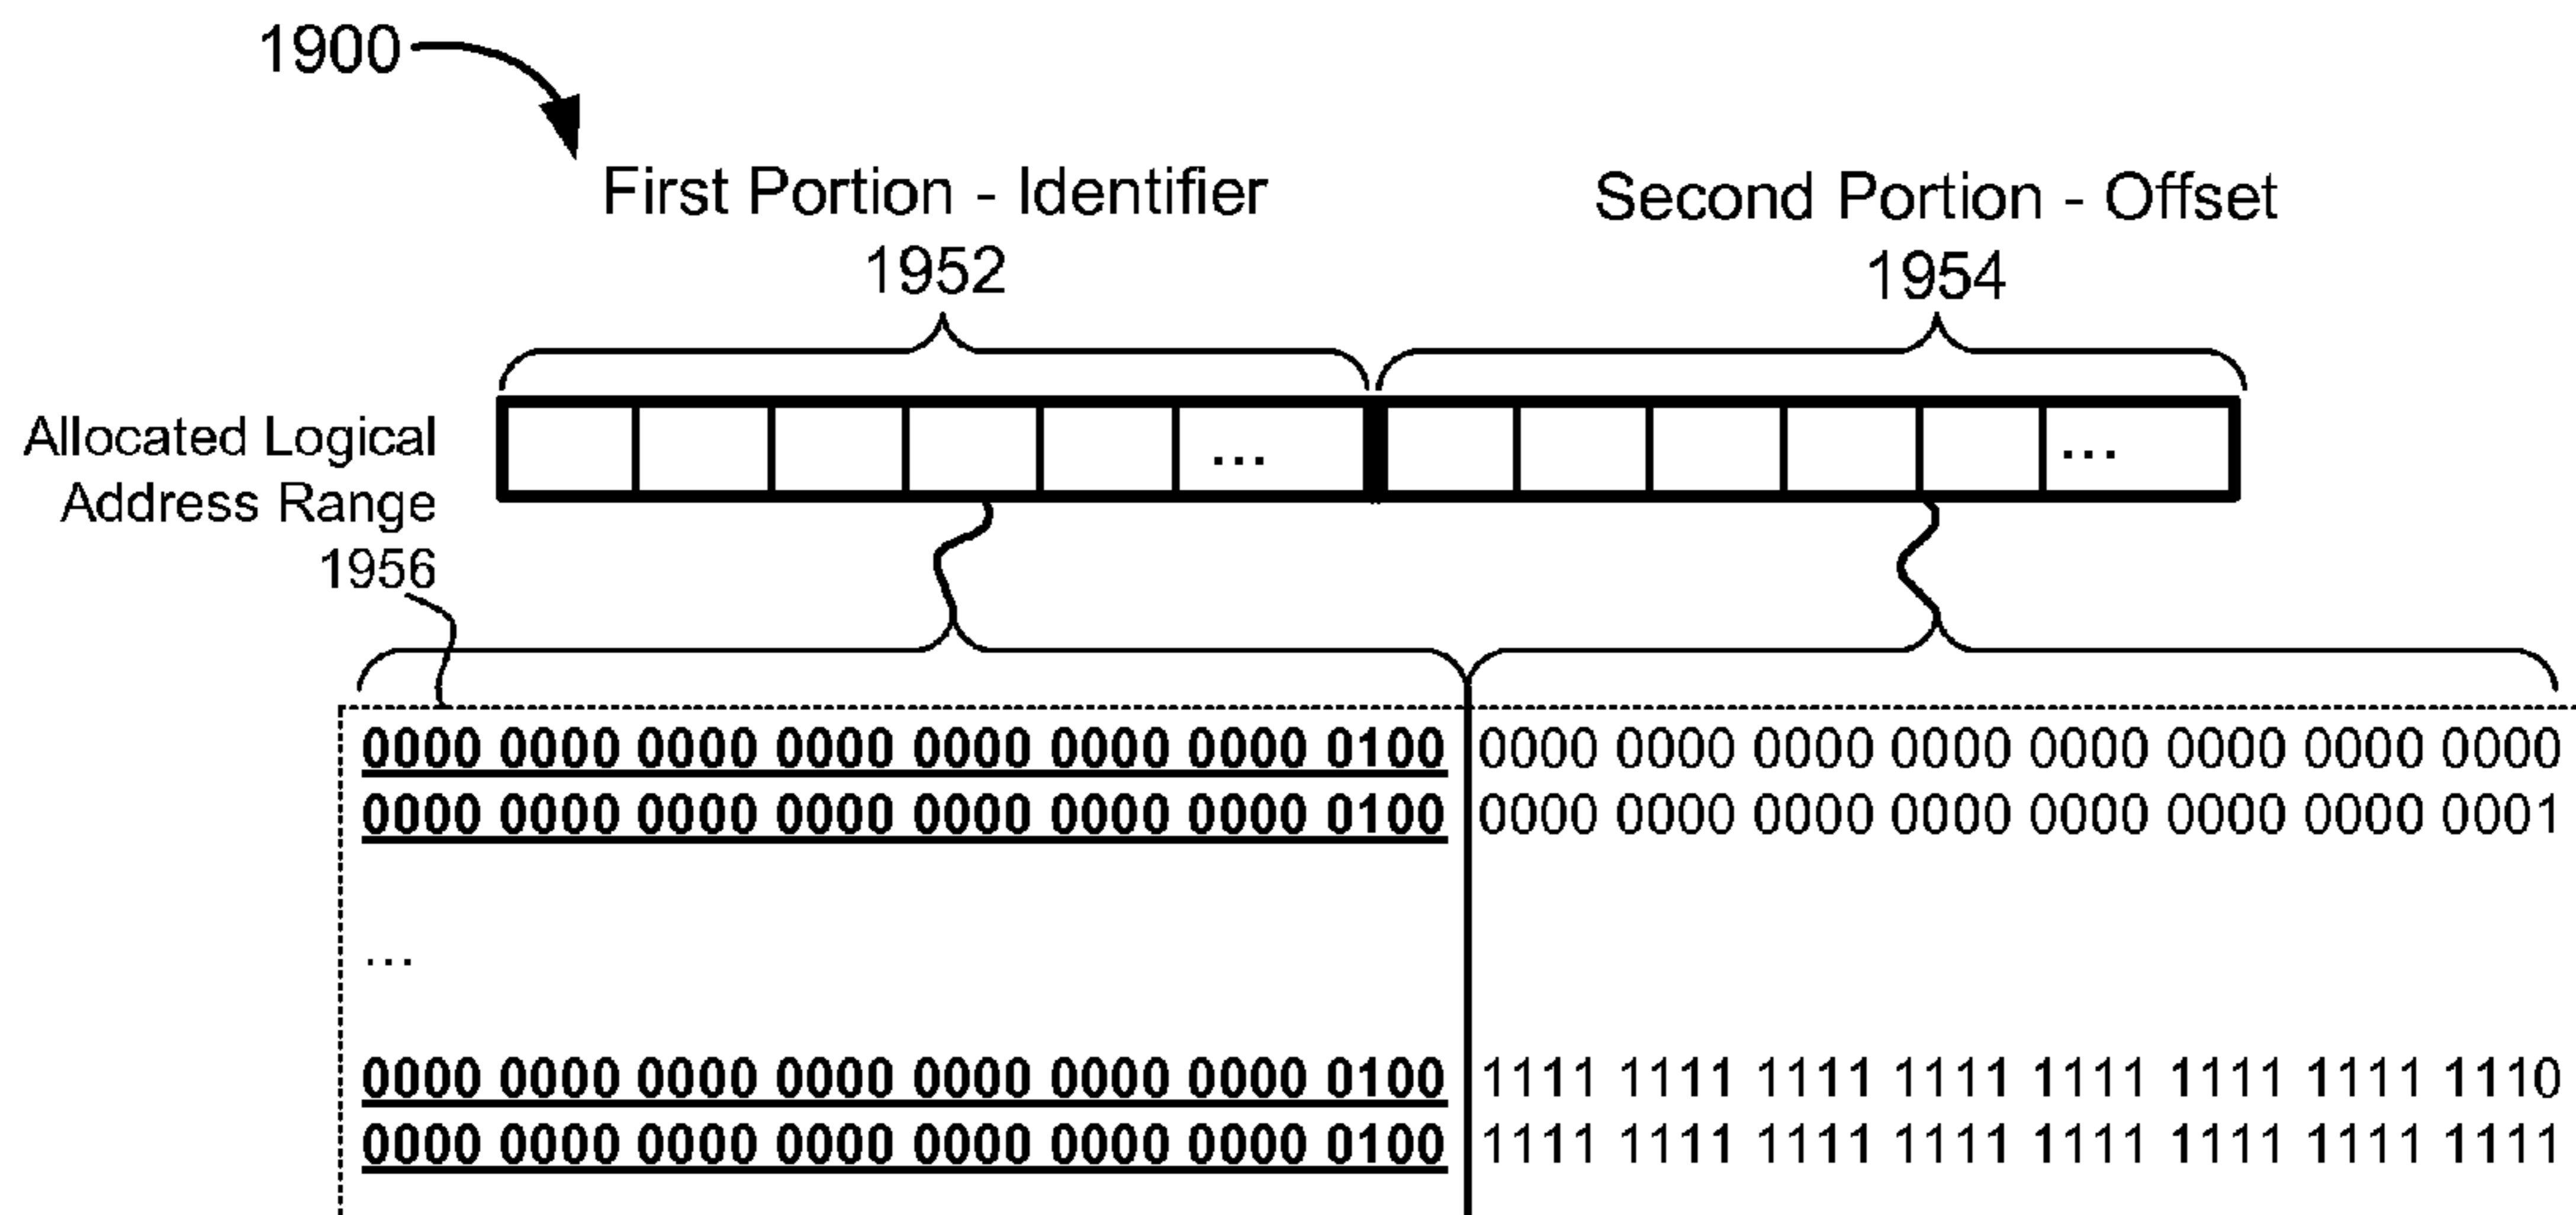 1900
First Portion - Identifier
1952
Second Portion - Offset
1954
Allocated Logical
Address Range
1956
...
...
0000 0000 0000 0000 0000 0000 0000 0100 0000 0000 0000 0000 0000 0000 0000 0000
0000 0000 0000 0000 0000 0000 0000 0100 0000 0000 0000 0000 0000 0000 0000 0001
...
0000 0000 0000 0000 0000 0000 0000 0100 1111 1111 1111 1111 1111 1111 1111 1110
0000 0000 0000 0000 0000 0000 0000 0100 1111 1111 1111 1111 1111 1111 1111 1111